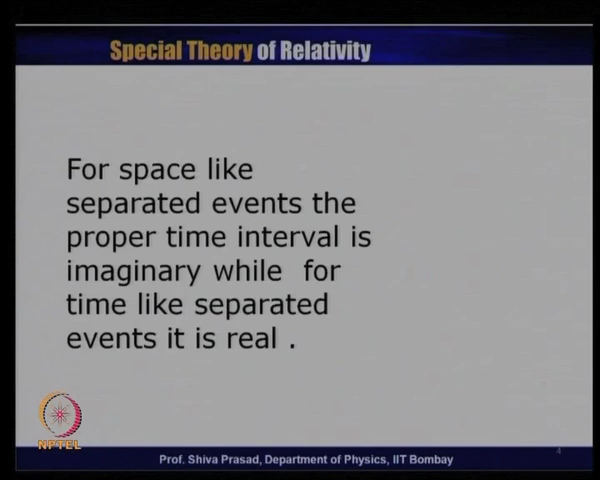 Special Theory of Relativity
For space like
separated events the
proper time interval is
imaginary while for
time like separated
events it is real .
NPTEL
Prof. Shiva Prasad, Department of Physics, IIT Bombay
4